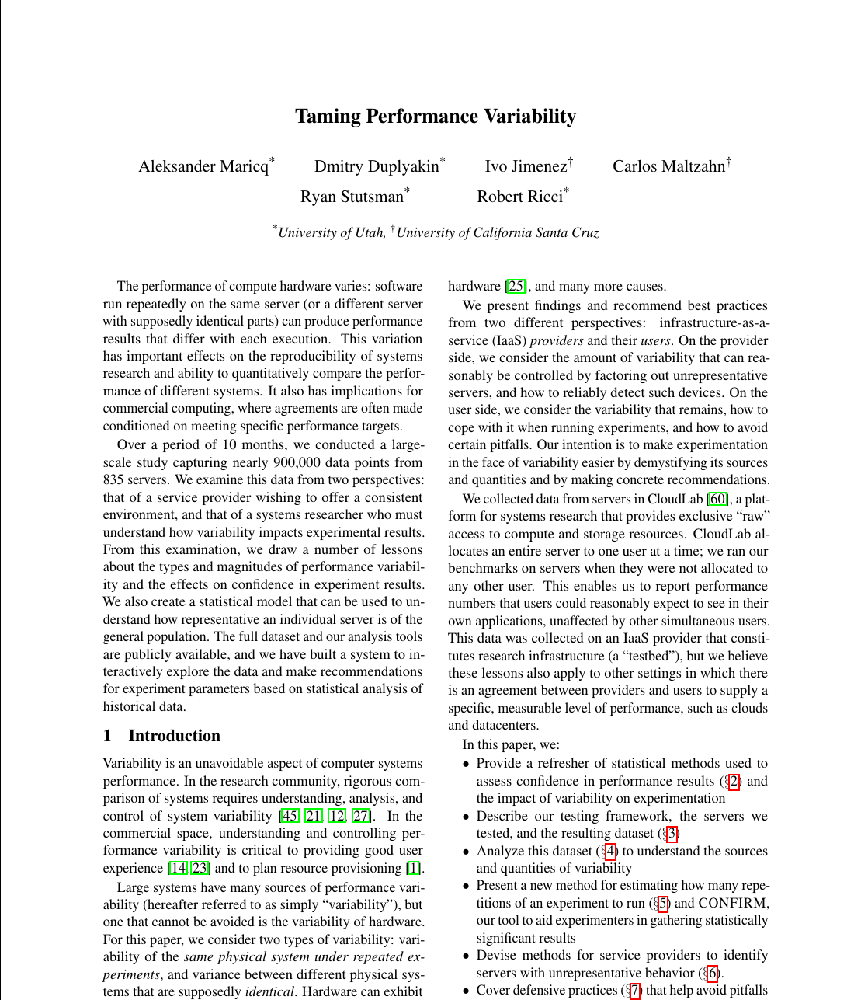 Taming Performance Variability
Aleksander Maricq* Dmitry Duplyakin* Ivo Jimenez† Carlos Maltzahn†
Ryan Stutsman* Robert Ricci*
*University of Utah, †University of California Santa Cruz
The performance of compute hardware varies: software
run repeatedly on the same server (or a different server
with supposedly identical parts) can produce performance
results that differ with each execution. This variation
has important effects on the reproducibility of systems
research and ability to quantitatively compare the perfor-
mance of different systems. It also has implications for
commercial computing, where agreements are often made
conditioned on meeting specific performance targets.
Over a period of 10 months, we conducted a large-
scale study capturing nearly 900,000 data points from
835 servers. We examine this data from two perspectives:
that of a service provider wishing to offer a consistent
environment, and that of a systems researcher who must
understand how variability impacts experimental results.
From this examination, we draw a number of lessons
about the types and magnitudes of performance variabil-
ity and the effects on confidence in experiment results.
We also create a statistical model that can be used to un-
derstand how representative an individual server is of the
general population. The full dataset and our analysis tools
are publicly available, and we have built a system to in-
teractively explore the data and make recommendations
for experiment parameters based on statistical analysis of
historical data.
1 Introduction
Variability is an unavoidable aspect of computer systems
performance. In the research community, rigorous com-
parison of systems requires understanding, analysis, and
control of system variability [45, 21, 12, 27]. In the
commercial space, understanding and controlling per-
formance variability is critical to providing good user
experience [14, 23] and to plan resource provisioning [1].
Large systems have many sources of performance vari-
ability (hereafter referred to as simply “variability”), but
one that cannot be avoided is the variability of hardware.
For this paper, we consider two types of variability: vari-
ability of the same physical system under repeated ex-
periments, and variance between different physical sys-
tems that are supposedly identical. Hardware can exhibit
hardware [25], and many more causes.
We present findings and recommend best practices
from two different perspectives: infrastructure-as-a-
service (IaaS) providers and their users. On the provider
side, we consider the amount of variability that can rea-
sonably be controlled by factoring out unrepresentative
servers, and how to reliably detect such devices. On the
user side, we consider the variability that remains, how to
cope with it when running experiments, and how to avoid
certain pitfalls. Our intention is to make experimentation
in the face of variability easier by demystifying its sources
and quantities and by making concrete recommendations.
We collected data from servers in CloudLab [60], a plat-
form for systems research that provides exclusive “raw”
access to compute and storage resources. CloudLab al-
locates an entire server to one user at a time; we ran our
benchmarks on servers when they were not allocated to
any other user. This enables us to report performance
numbers that users could reasonably expect to see in their
own applications, unaffected by other simultaneous users.
This data was collected on an IaaS provider that consti-
tutes research infrastructure (a “testbed”), but we believe
these lessons also apply to other settings in which there
is an agreement between providers and users to supply a
specific, measurable level of performance, such as clouds
and datacenters.
In this paper, we:
• Provide a refresher of statistical methods used to
assess confidence in performance results (§2) and
the impact of variability on experimentation
• Describe our testing framework, the servers we
tested, and the resulting dataset (§3)
• Analyze this dataset (§4) to understand the sources
and quantities of variability
• Present a new method for estimating how many repe-
titions of an experiment to run (§5) and CONFIRM,
our tool to aid experimenters in gathering statistically
significant results
• Devise methods for service providers to identify
servers with unrepresentative behavior (§6).
• Cover defensive practices (§7) that help avoid pitfalls